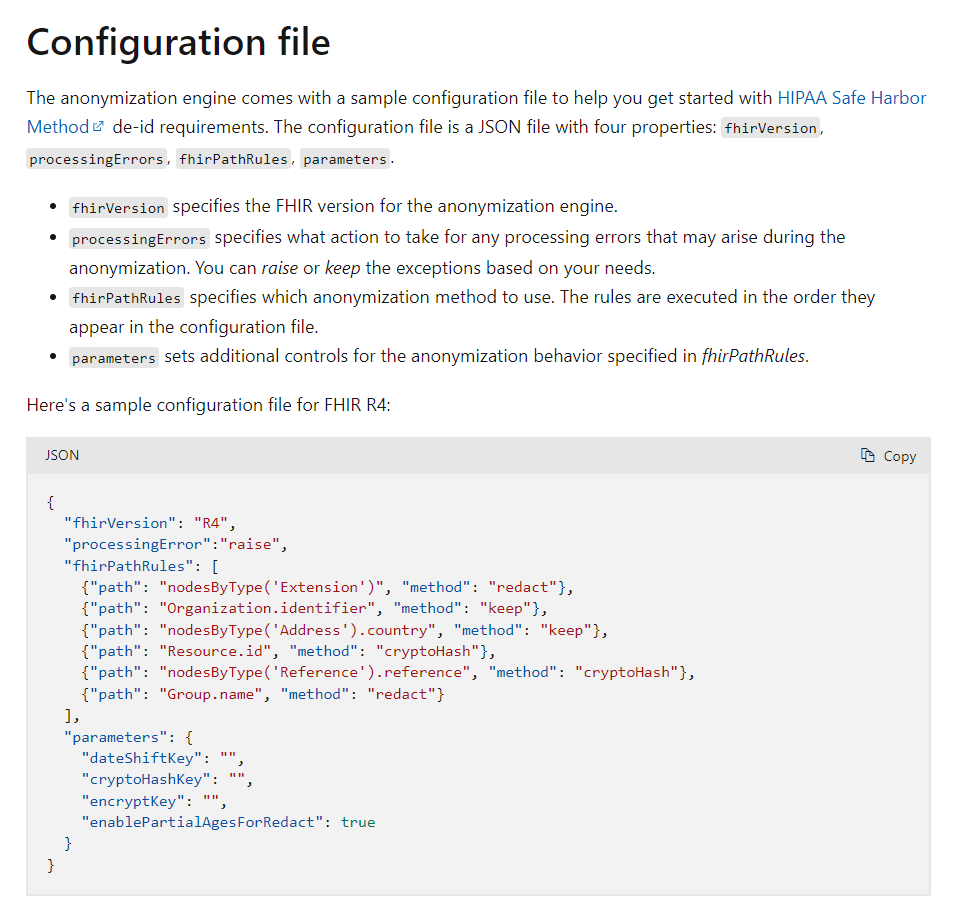 Configuration file
The anonymization engine comes with a sample configuration file to help you get started with HIPAA Safe Harbor
Method de-id requirements. The configuration file is a JSON file with four properties: fhirVersion,
processingErrors, fhirPathRules, parameters.
• fhirVersion specifies the FHIR version for the anonymization engine.
• processingErrors specifies what action to take for any processing errors that may arise during the
anonymization. You can raise or keep the exceptions based on your needs.
• fhirPathRules specifies which anonymization method to use. The rules are executed in the order they
appear in the configuration file.
• parameters sets additional controls for the anonymization behavior specified in fhirPathRules.
Here's a sample configuration file for FHIR R4:
JSON Copy
{
  "fhirVersion": "R4",
  "processingError":"raise",
  "fhirPathRules": [
    {"path": "nodesByType('Extension')", "method": "redact"},
    {"path": "Organization.identifier", "method": "keep"},
    {"path": "nodesByType('Address').country", "method": "keep"},
    {"path": "Resource.id", "method": "cryptoHash"},
    {"path": "nodesByType('Reference').reference", "method": "cryptoHash"},
    {"path": "Group.name", "method": "redact"}
  ],
  "parameters": {
    "dateShiftKey": "",
    "cryptoHashKey": "",
    "encryptKey": "",
    "enablePartialAgesForRedact": true
  }
}